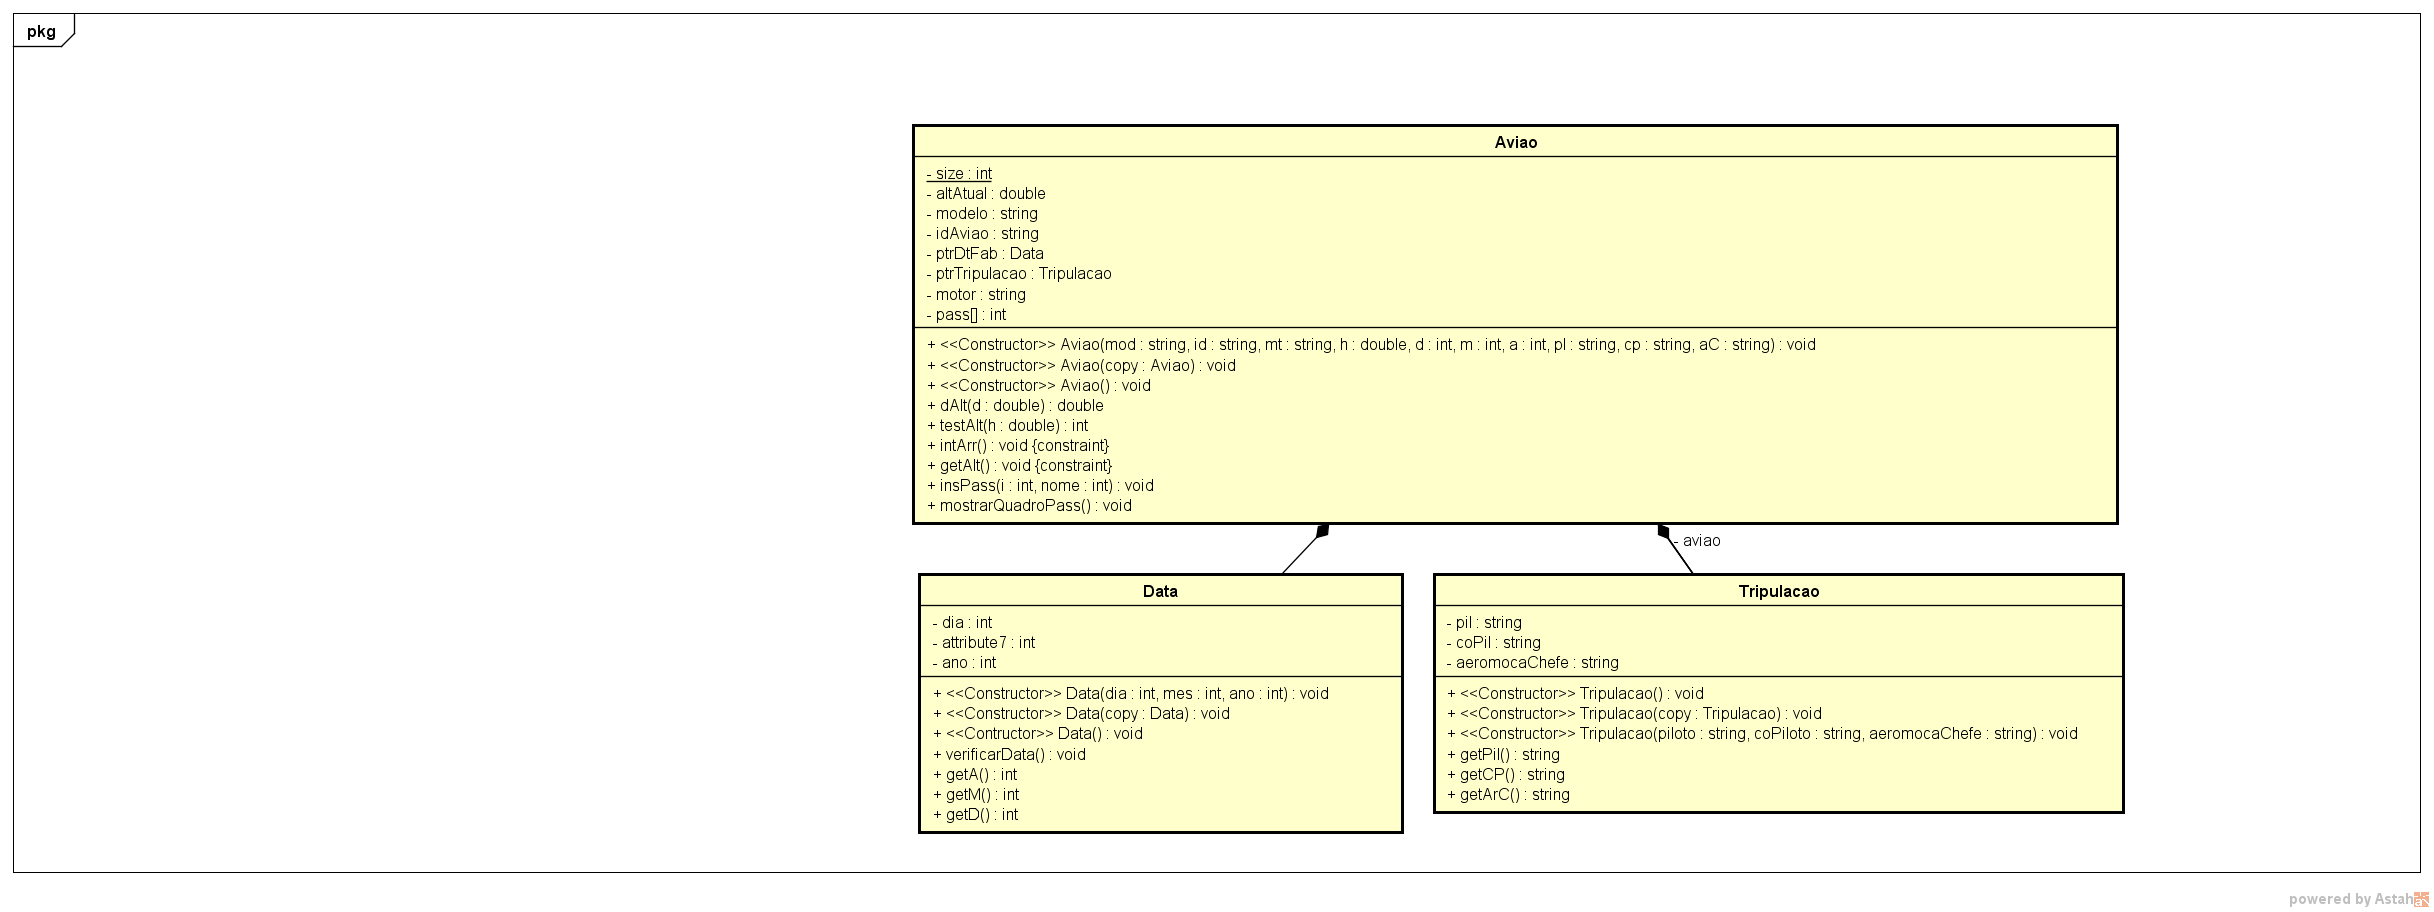 pkg
Aviao
- size : int
- altAtual : double
- modelo : string
- idAviao : string
- ptrDtFab : Data
- ptrTripulacao : Tripulacao
- motor : string
- pass[] : int
+ <<Constructor>> Aviao(mod : string, id : string, mt : string, h : double, d : int, m : int, a : int, pl : string, cp : string, aC : string) : void
+ <<Constructor>> Aviao(copy : Aviao) : void
+ <<Constructor>> Aviao() : void
+ dAlt(d : double) : double
+ testAlt(h : double) : int
+ intArr() : void {constraint}
+ getAlt() : void {constraint}
+ insPass(i : int, nome : int) : void
+ mostrarQuadroPass() : void
- aviao
Data
- dia : int
- attribute7 : int
- ano : int
+ <<Constructor>> Data(dia : int, mes : int, ano : int) : void
+ <<Constructor>> Data(copy : Data) : void
+ <<Contructor>> Data() : void
+ verificarData() : void
+ getA() : int
+ getM() : int
+ getD() : int
Tripulacao
- pil : string
- coPil : string
- aeromocaChefe : string
+ <<Constructor>> Tripulacao() : void
+ <<Constructor>> Tripulacao(copy : Tripulacao) : void
+ <<Constructor>> Tripulacao(piloto : string, coPiloto : string, aeromocaChefe : string) : void
+ getPil() : string
+ getCP() : string
+ getArC() : string
powered by Astah